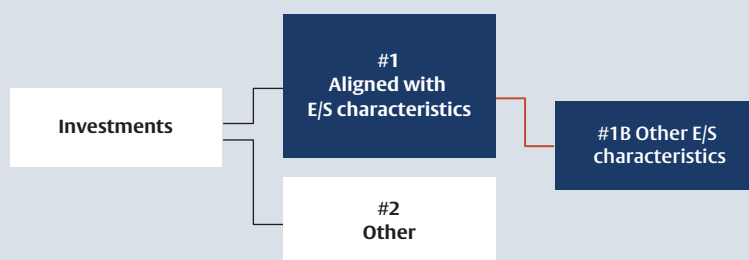 Investments
#1
Aligned with
E/S characteristics
#2
Other
#1B Other E/S
characteristics